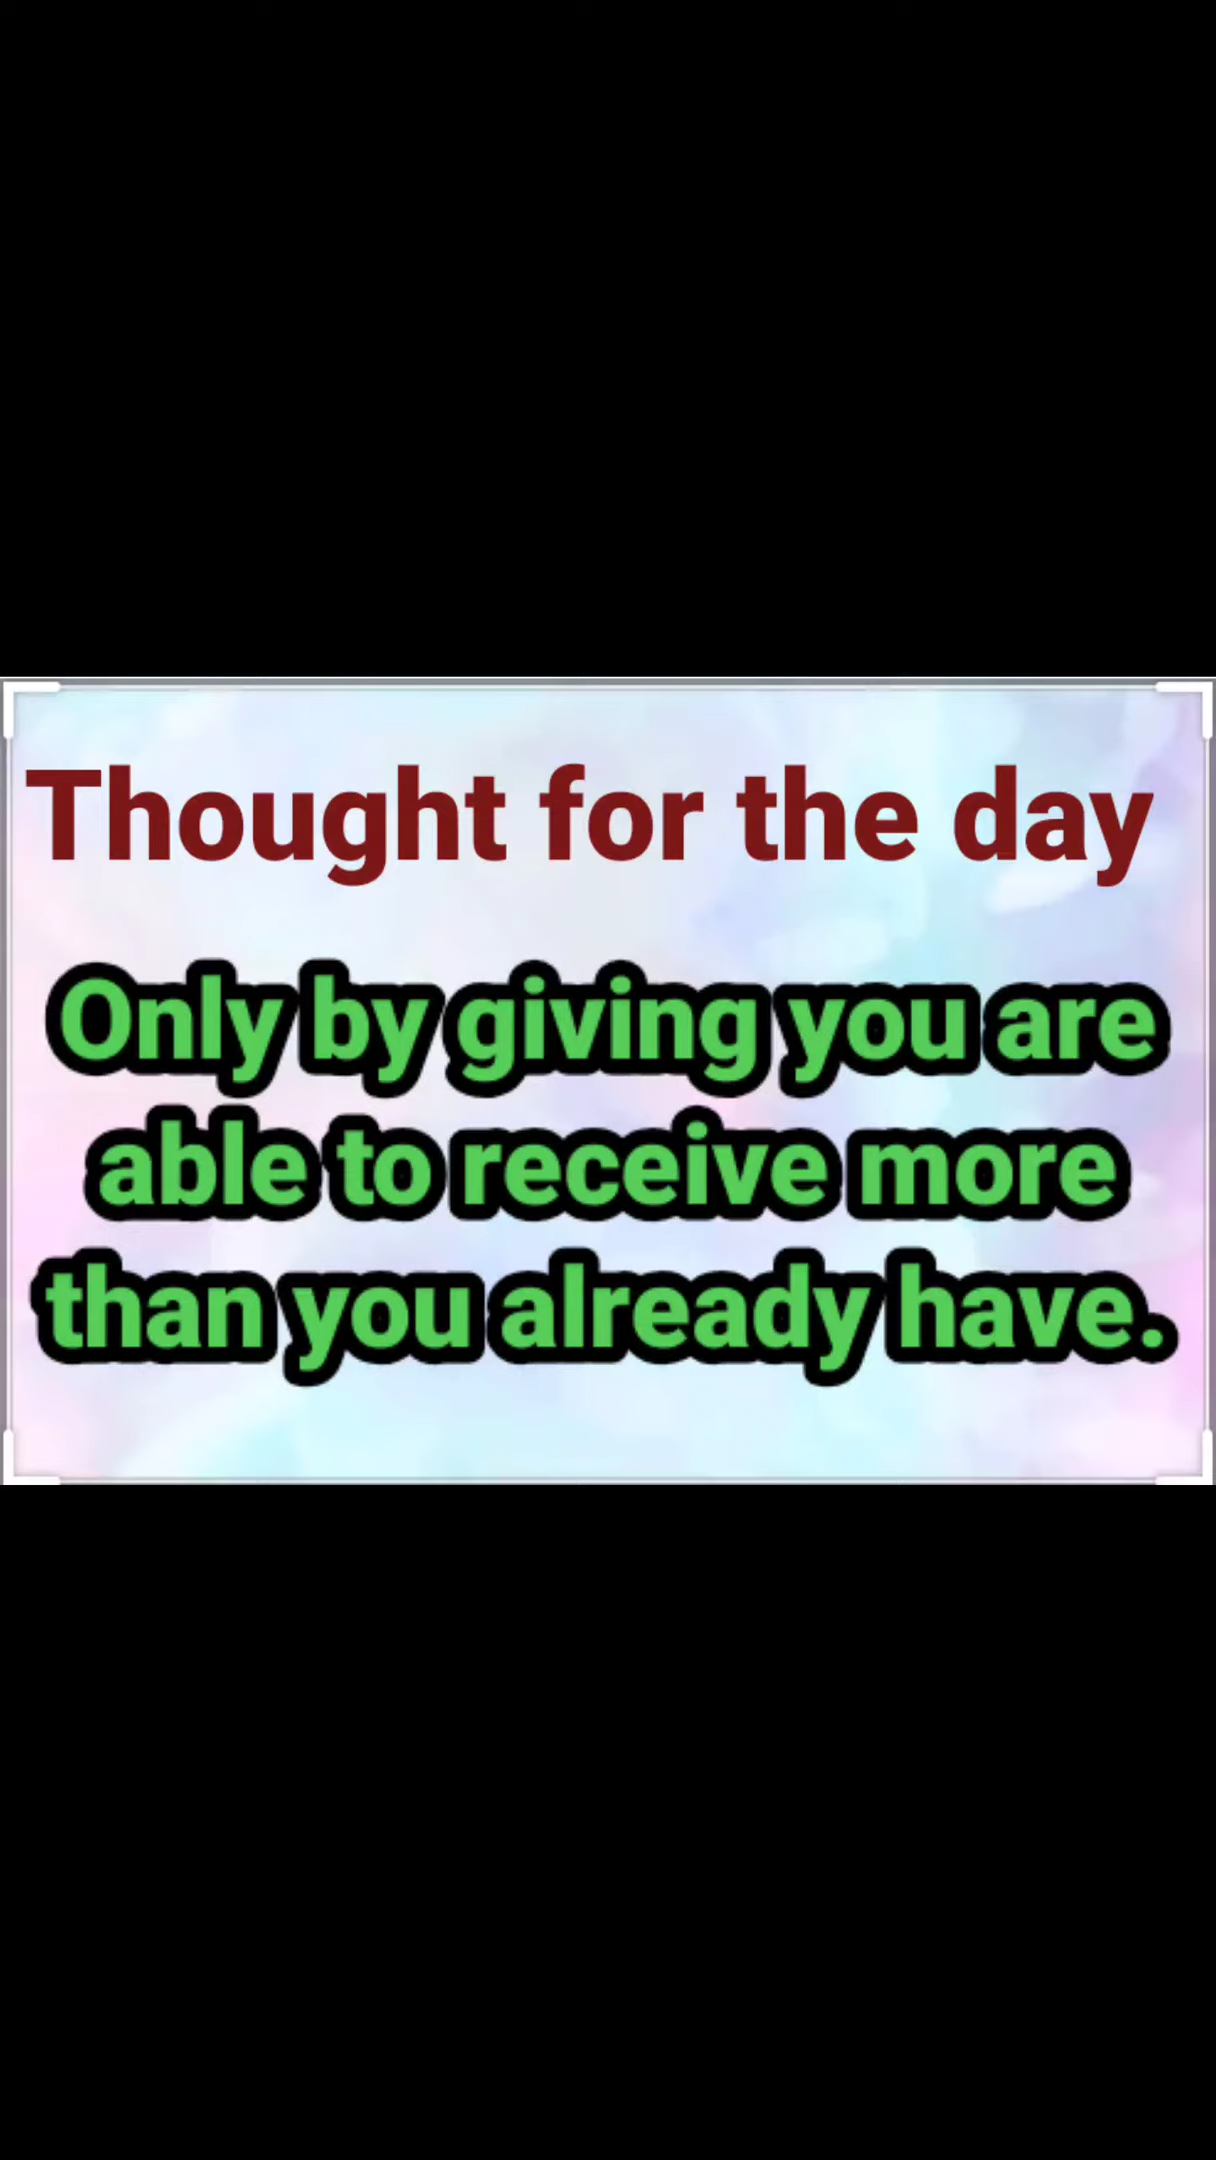 Thought for the day
Only by giving you are
able to receive more
than you already have.